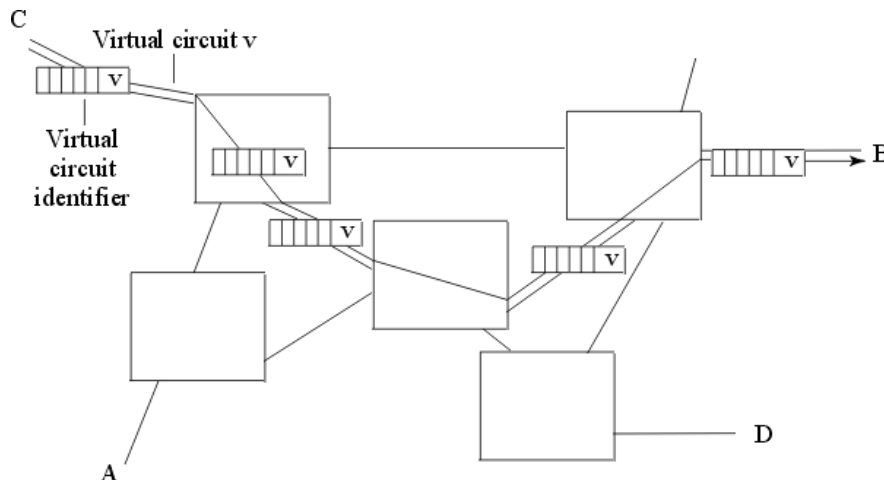 C
Virtual circuit v
v
Virtual
circuit
identifier
v
v
v
v
B
A
D